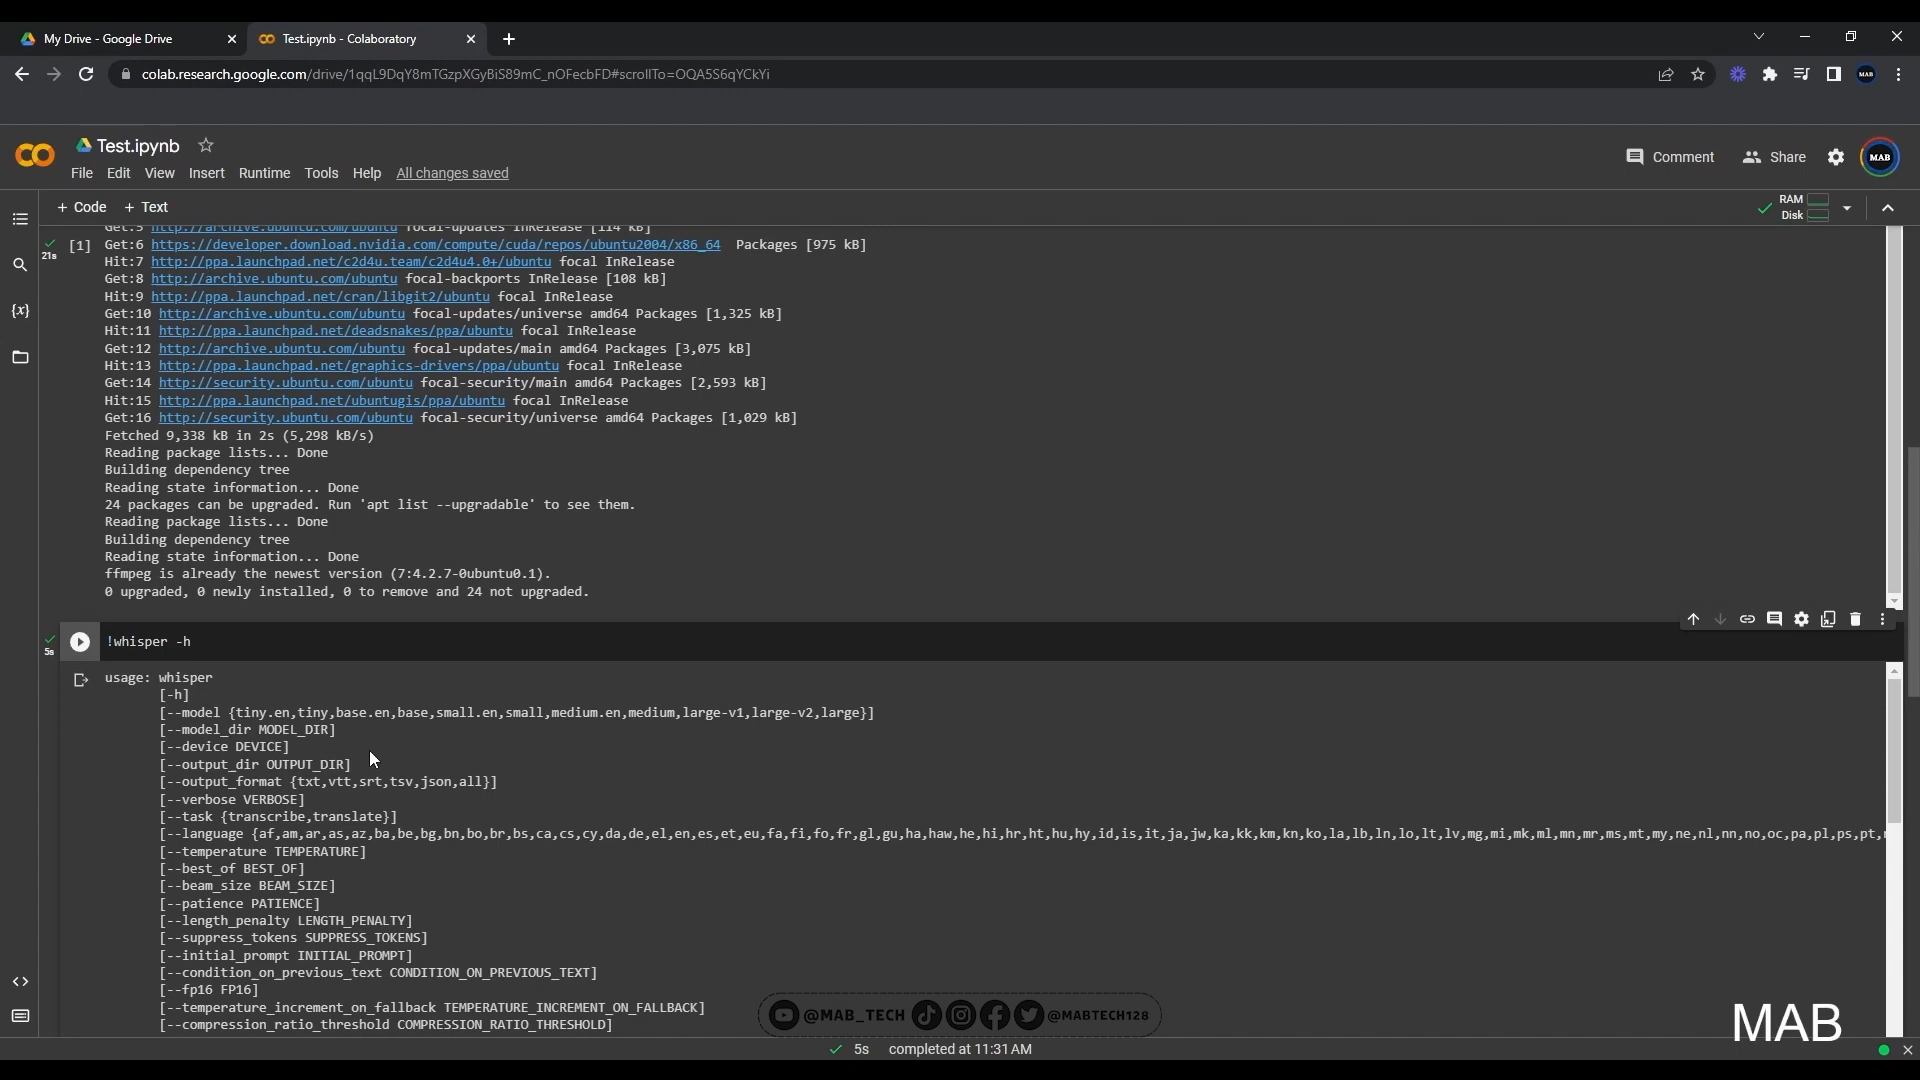 My Drive - Google Drive
Test.ipynb - Colaboratory
colab.research.google.com/drive/1qqL9DqY8mTGzpXGyBiS89mC_nOFecbFD#scrollTo=OQA5S6qYCkYi
MAB
Test.ipynb
File Edit View Insert Runtime Tools Help All changes saved
Comment Share MAB
+ Code + Text
RAM
Disk
Get:5 http://archive.ubuntu.com/ubuntu focal-updates InRelease [114 kB]
[1] Get:6 https://developer.download.nvidia.com/compute/cuda/repos/ubuntu2004/x86_64 Packages [975 kB]
21s
Hit:7 http://ppa.launchpad.net/c2d4u.team/c2d4u4.0+/ubuntu focal InRelease
Get:8 http://archive.ubuntu.com/ubuntu focal-backports InRelease [108 kB]
Hit:9 http://ppa.launchpad.net/cran/libgit2/ubuntu focal InRelease
Get:10 http://archive.ubuntu.com/ubuntu focal-updates/universe amd64 Packages [1,325 kB]
Hit:11 http://ppa.launchpad.net/deadsnakes/ppa/ubuntu focal InRelease
Get:12 http://archive.ubuntu.com/ubuntu focal-updates/main amd64 Packages [3,075 kB]
Hit:13 http://ppa.launchpad.net/graphics-drivers/ppa/ubuntu focal InRelease
Get:14 http://security.ubuntu.com/ubuntu focal-security/main amd64 Packages [2,593 kB]
Hit:15 http://ppa.launchpad.net/ubuntugis/ppa/ubuntu focal InRelease
Get:16 http://security.ubuntu.com/ubuntu focal-security/universe amd64 Packages [1,029 kB]
Fetched 9,338 kB in 2s (5,298 kB/s)
Reading package lists... Done
Building dependency tree
Reading state information... Done
24 packages can be upgraded. Run 'apt list --upgradable' to see them.
Reading package lists... Done
Building dependency tree
Reading state information... Done
ffmpeg is already the newest version (7:4.2.7-0ubuntu0.1).
0 upgraded, 0 newly installed, 0 to remove and 24 not upgraded.
!whisper -h
5s
usage: whisper
[-h]
[--model {tiny.en,tiny,base.en,base,small.en,small,medium.en,medium,large-v1,large-v2,large}]
[--model_dir MODEL_DIR]
[--device DEVICE]
[--output_dir OUTPUT_DIR]
[--output_format {txt,vtt,srt,tsv,json,all}]
[--verbose VERBOSE]
[--task {transcribe,translate}]
[--language {af,am,ar,as,az,ba,be,bg,bn,bo,br,bs,ca,cs,cy,da,de,el,en,es,et,eu,fa,fi,fo,fr,gl,gu,ha,haw,he,hi,hr,ht,hu,hy,id,is,it,ja,jw,ka,kk,km,kn,ko,la,lb,ln,lo,lt,lv,mg,mi,mk,ml,mn,mr,ms,mt,my,ne,nl,nn,no,oc,pa,pl,ps,pt,
[--temperature TEMPERATURE]
[--best_of BEST_OF]
[--beam_size BEAM_SIZE]
[--patience PATIENCE]
[--length_penalty LENGTH_PENALTY]
[--suppress_tokens SUPPRESS_TOKENS]
[--initial_prompt INITIAL_PROMPT]
[--condition_on_previous_text CONDITION_ON_PREVIOUS_TEXT]
[--fp16 FP16]
[--temperature_increment_on_fallback TEMPERATURE_INCREMENT_ON_FALLBACK]
[--compression_ratio_threshold COMPRESSION_RATIO_THRESHOLD]
@MAB_TECH @MABTECH128
MAB
5s completed at 11:31 AM